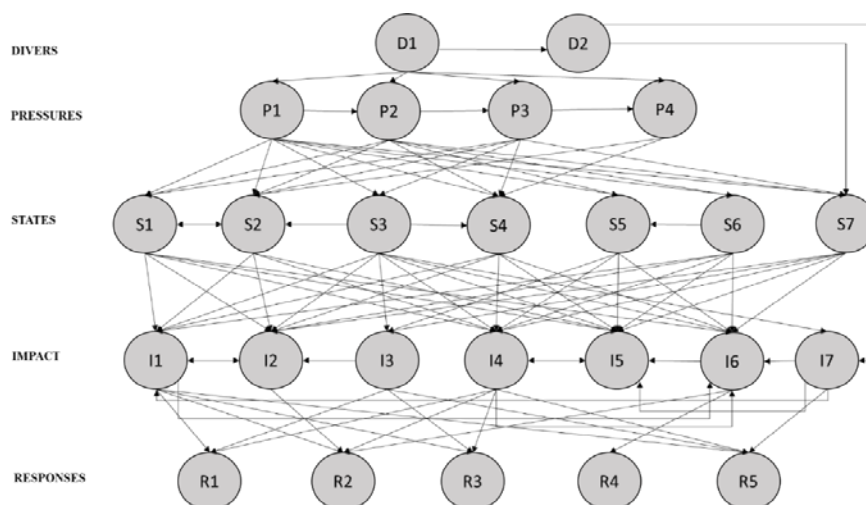 DIVERS
D1 D2
PRESSURES
P1 P2 P3 P4
STATES
S1 S2 S3 S4 S5 S6 S7
IMPACT
I1 I2 I3 I4 I5 I6 I7
RESPONSES
R1 R2 R3 R4 R5